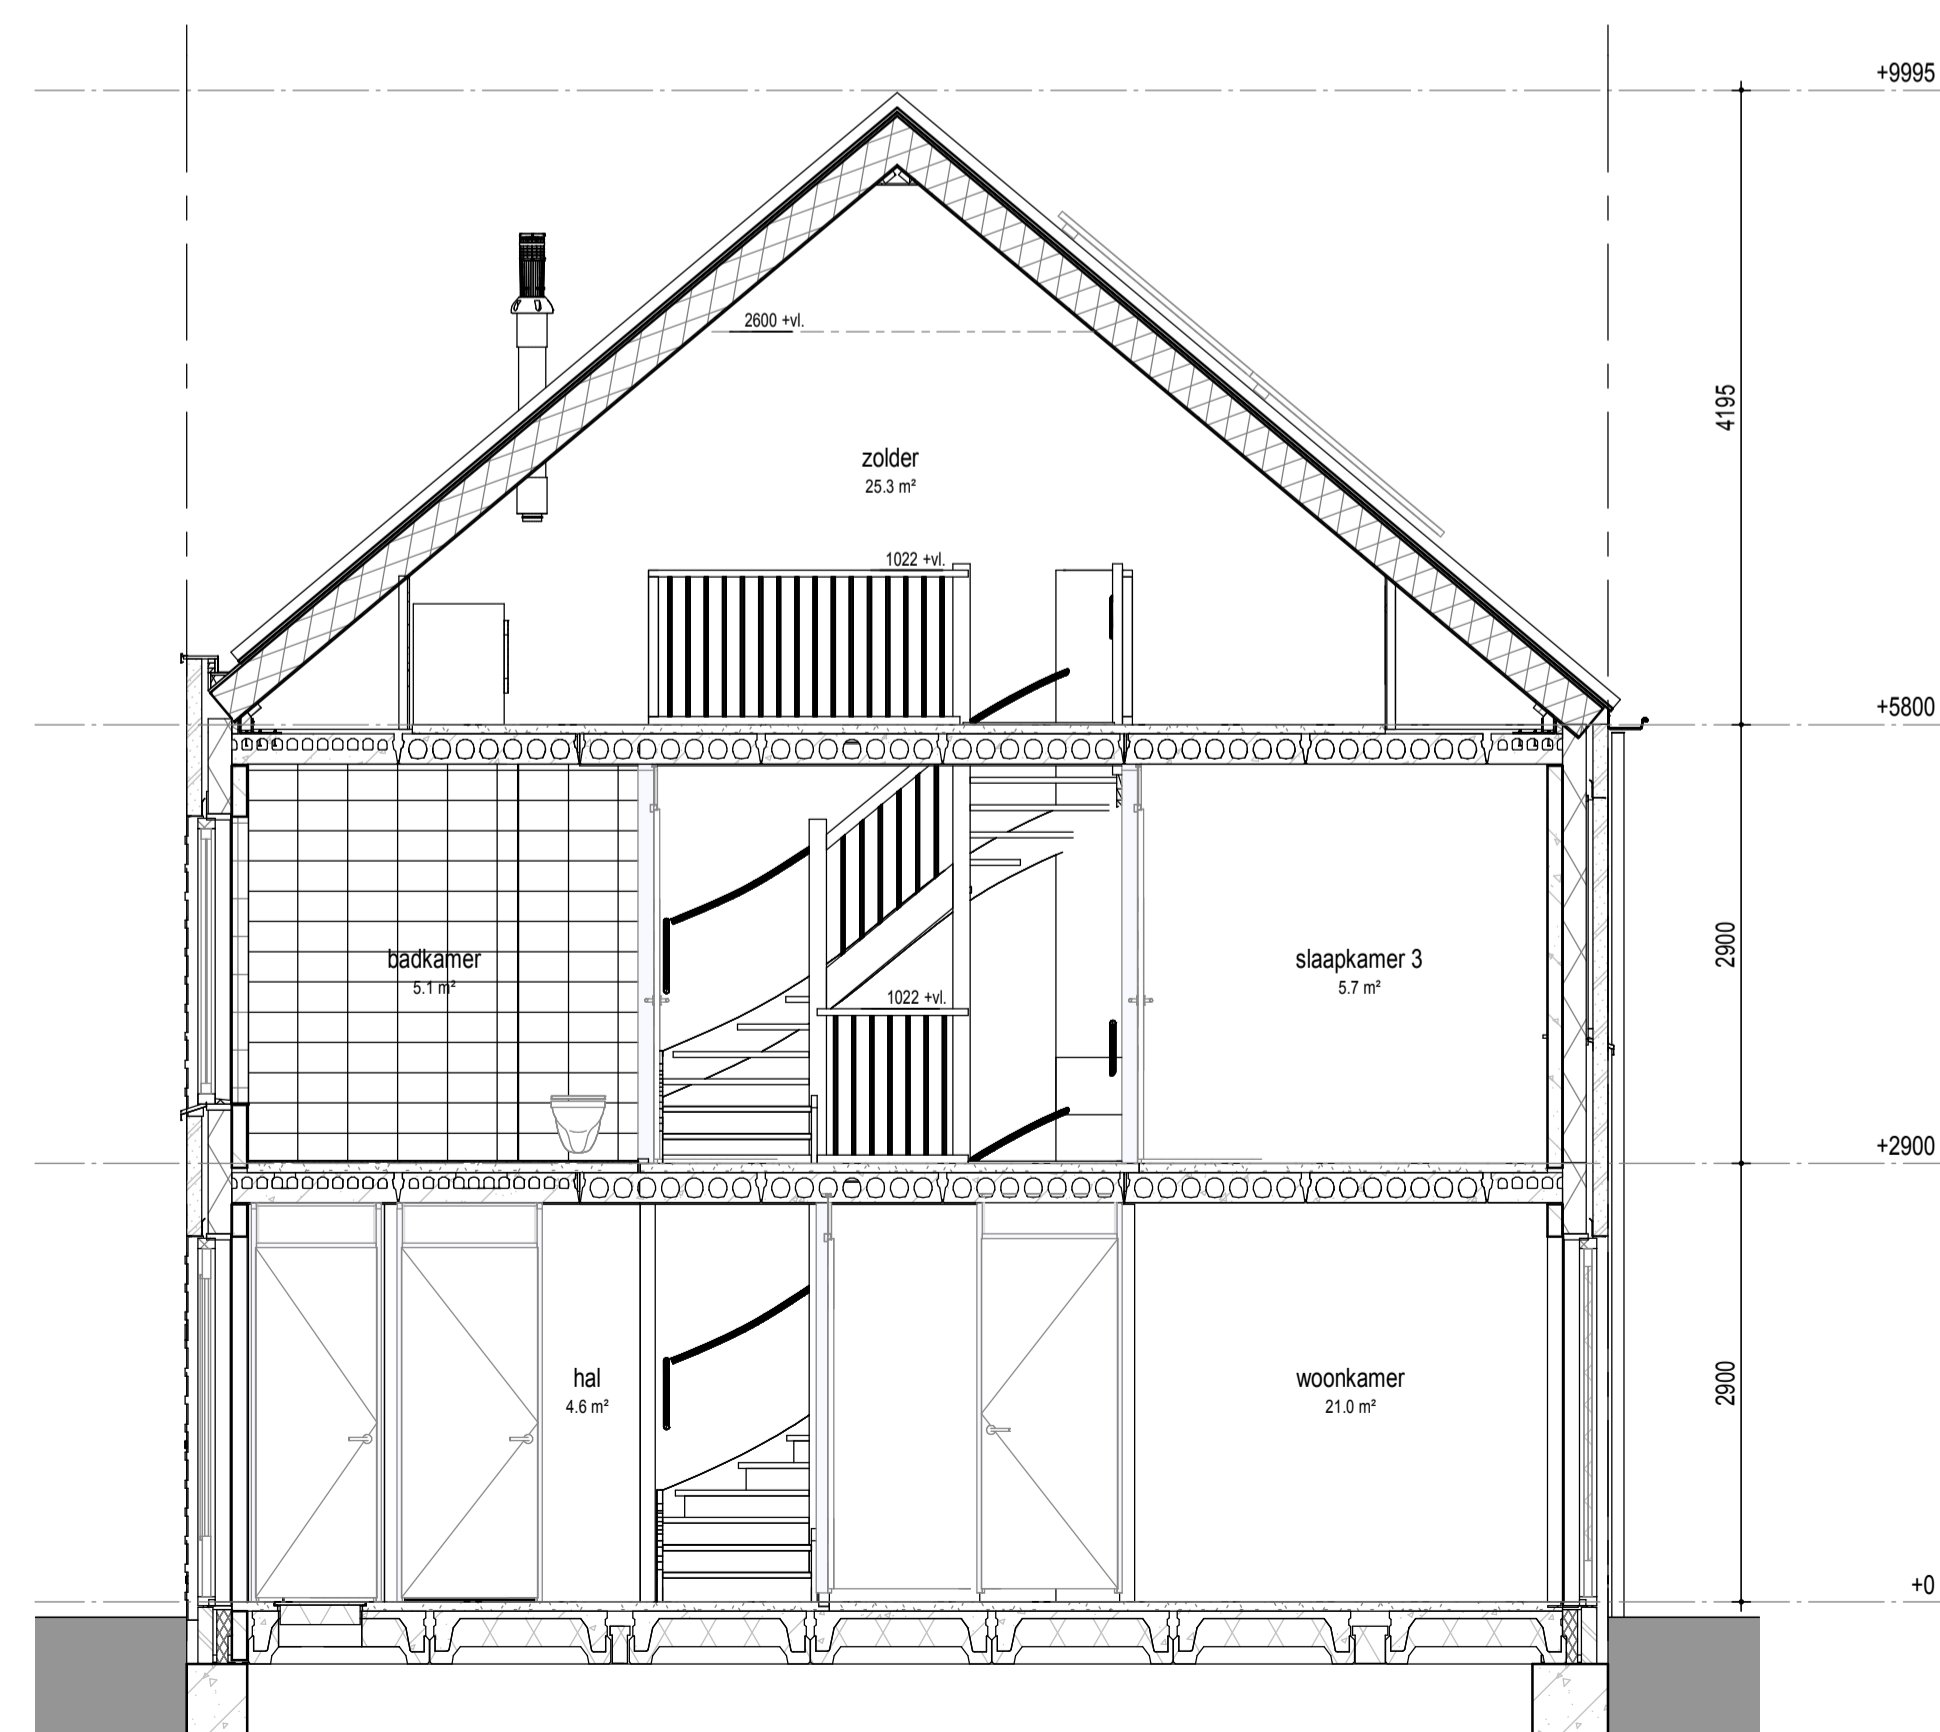 +9995
2600 +vl.
4195
zolder
25.3 m²
1022 +vl.
+5800
badkamer
5.1 m²
2900
slaapkamer 3
5.7 m²
1022 +vl.
+2900
hal
4.6 m²
woonkamer
21.0 m²
2900
+0